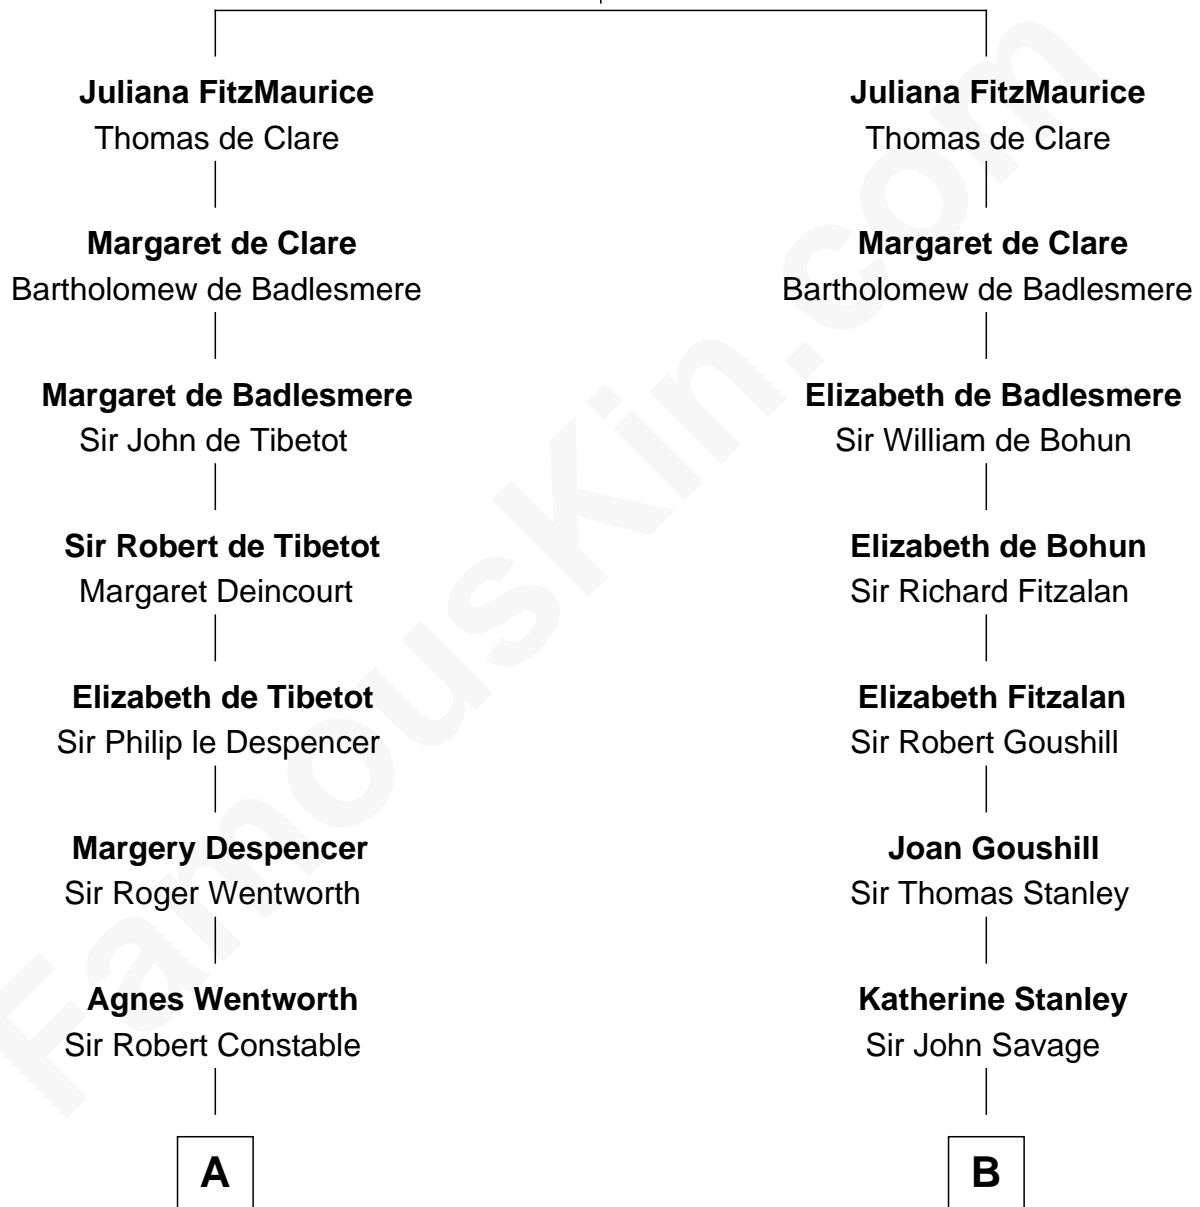 Juliana FitzMaurice
Thomas de Clare
Margaret de Clare
Bartholomew de Badlesmere
Margaret de Badlesmere
Sir John de Tibetot
Sir Robert de Tibetot
Margaret Deincourt
Elizabeth de Tibetot
Sir Philip le Despencer
Margery Despencer
Sir Roger Wentworth
Agnes Wentworth
Sir Robert Constable
A
Juliana FitzMaurice
Thomas de Clare
Margaret de Clare
Bartholomew de Badlesmere
Elizabeth de Badlesmere
Sir William de Bohun
Elizabeth de Bohun
Sir Richard Fitzalan
Elizabeth Fitzalan
Sir Robert Goushill
Joan Goushill
Sir Thomas Stanley
Katherine Stanley
Sir John Savage
B
FamousKin.com